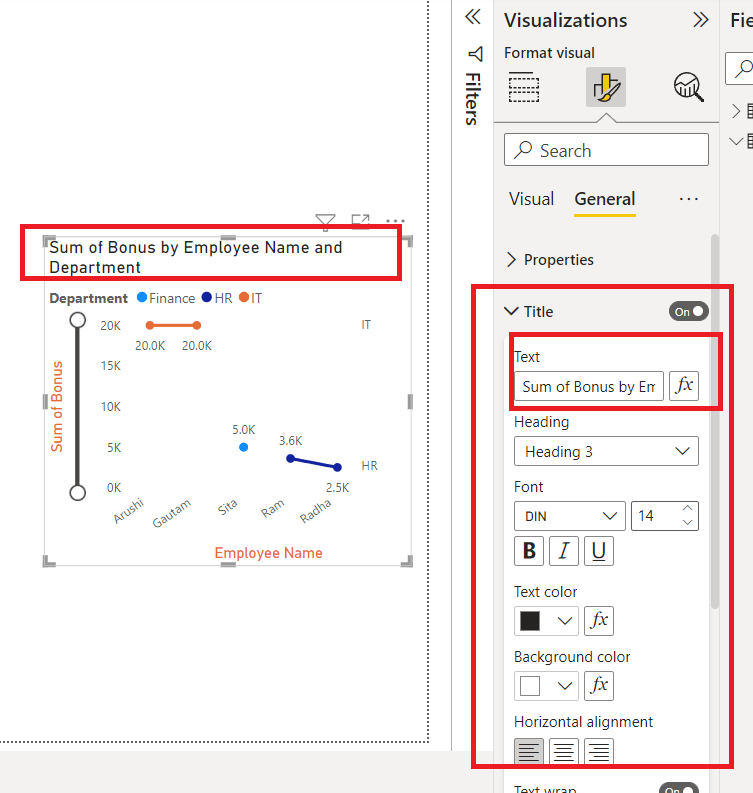 Visualizations
Fie
Format visual
Filters
Search
Visual General ...
Properties
Title On
Text
Sum of Bonus by Em
fx
Heading
Heading 3
Font
DIN 14
B I U
Text color
fx
Background color
fx
Horizontal alignment
Text wrap On
Sum of Bonus by Employee Name and
Department
Department Finance HR IT
Sum of Bonus
20K
15K
10K
5K
0K
20.0K 20.0K
5.0K
3.6K
2.5K
IT
HR
Arushi Gautam Sita Ram Radha
Employee Name